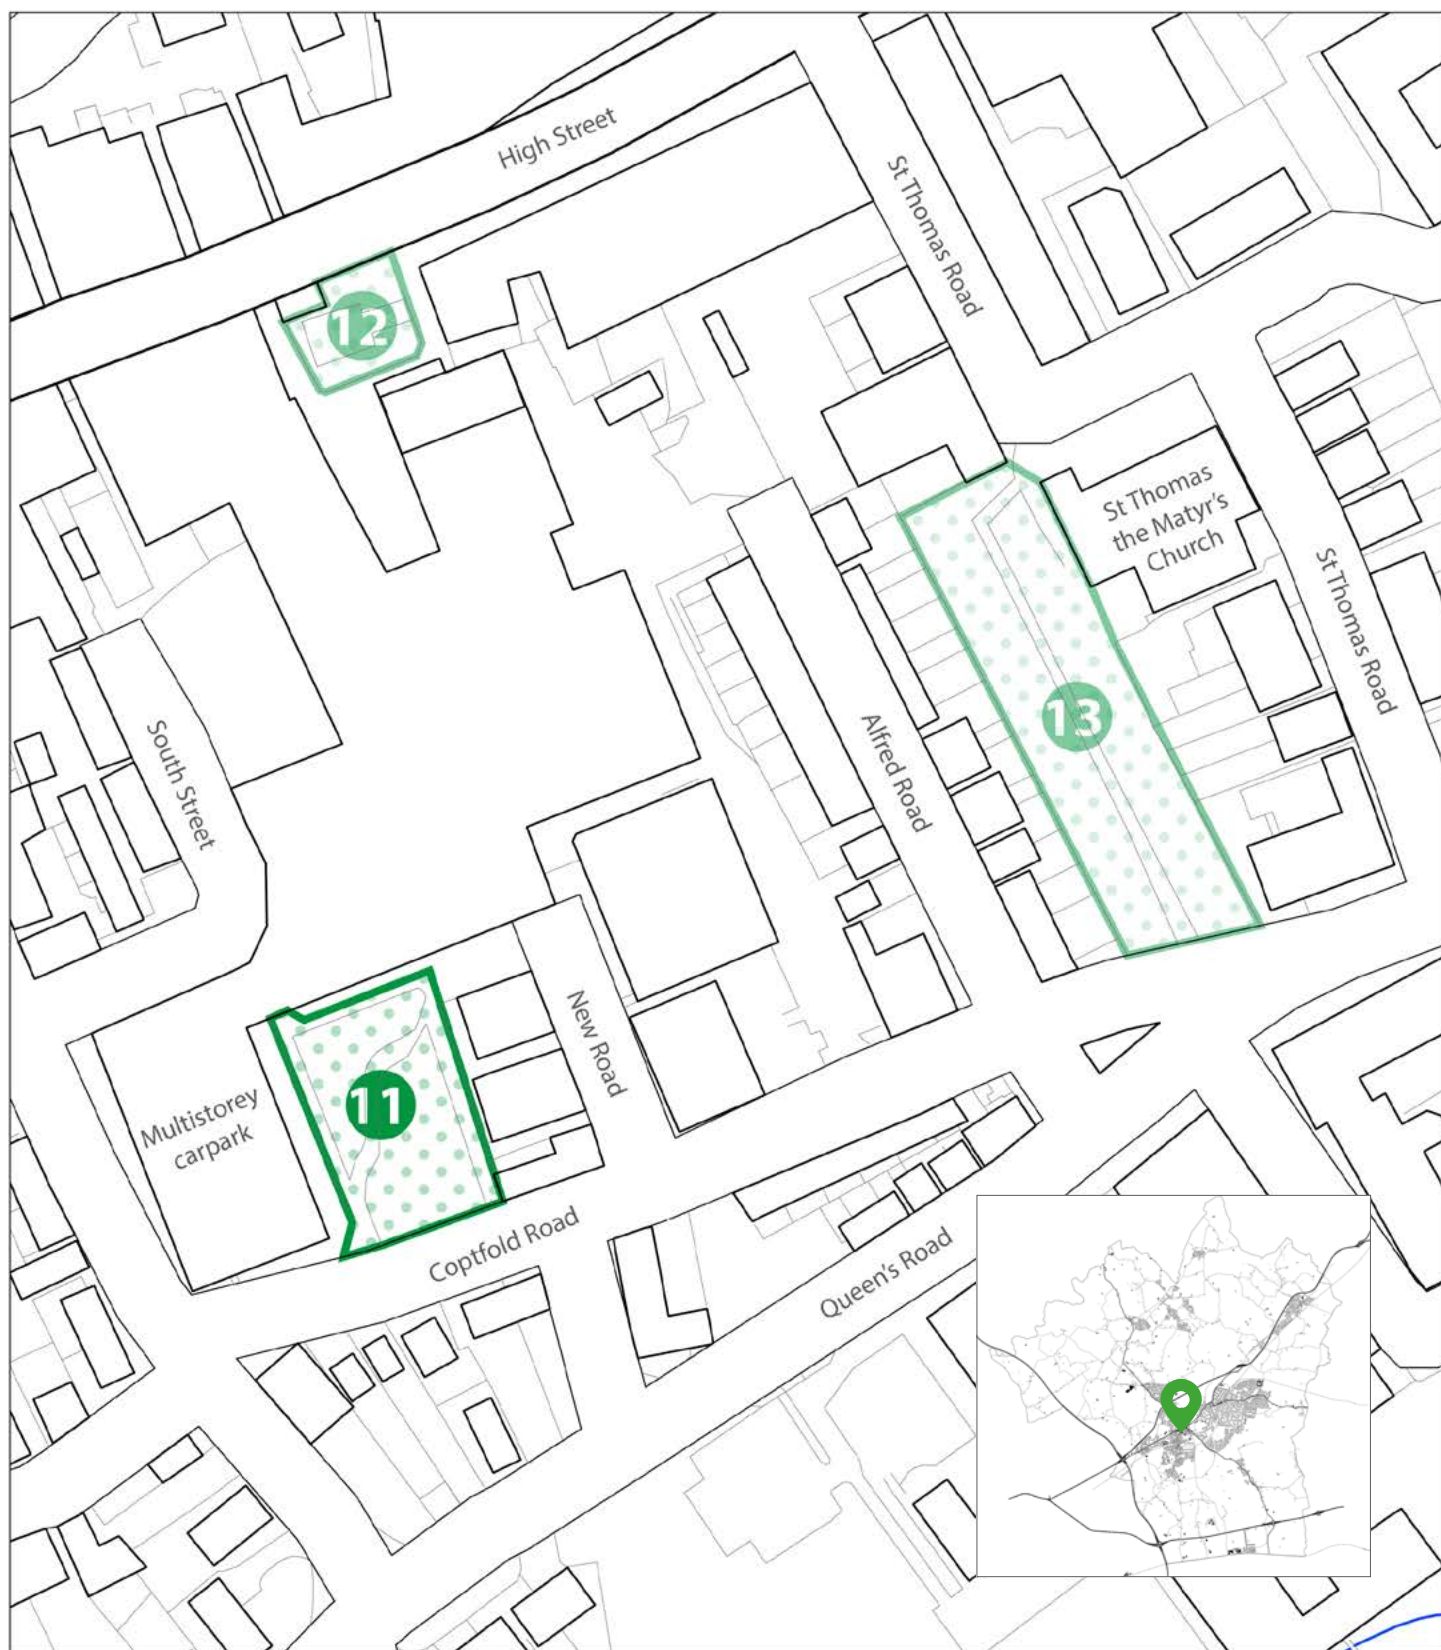 High Street
St Thomas Road
12
St Thomas
the Matyr's
Church
St Thomas Road
13
South Street
Alfred Road
New Road
11
Multistorey
carpark
Coptfold Road
Queen's Road